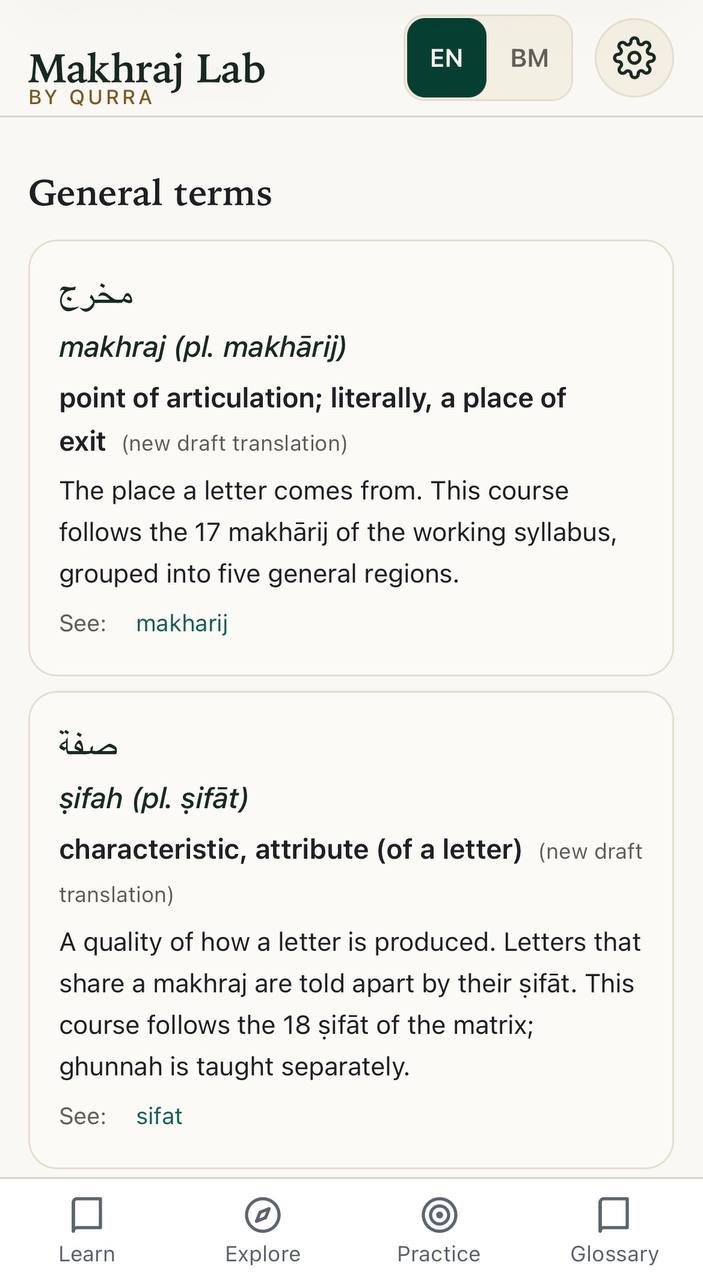 Makhraj Lab
BY QURRA
EN
BM
General terms
مخرج
makhraj (pl. makhārij)
point of articulation; literally, a place of
exit (new draft translation)
The place a letter comes from. This course
follows the 17 makhārij of the working syllabus,
grouped into five general regions.
See: makharij
صفة
ṣifah (pl. ṣifāt)
characteristic, attribute (of a letter) (new draft
translation)
A quality of how a letter is produced. Letters that
share a makhraj are told apart by their ṣifāt. This
course follows the 18 ṣifāt of the matrix;
ghunnah is taught separately.
See: sifat
Learn
Explore
Practice
Glossary